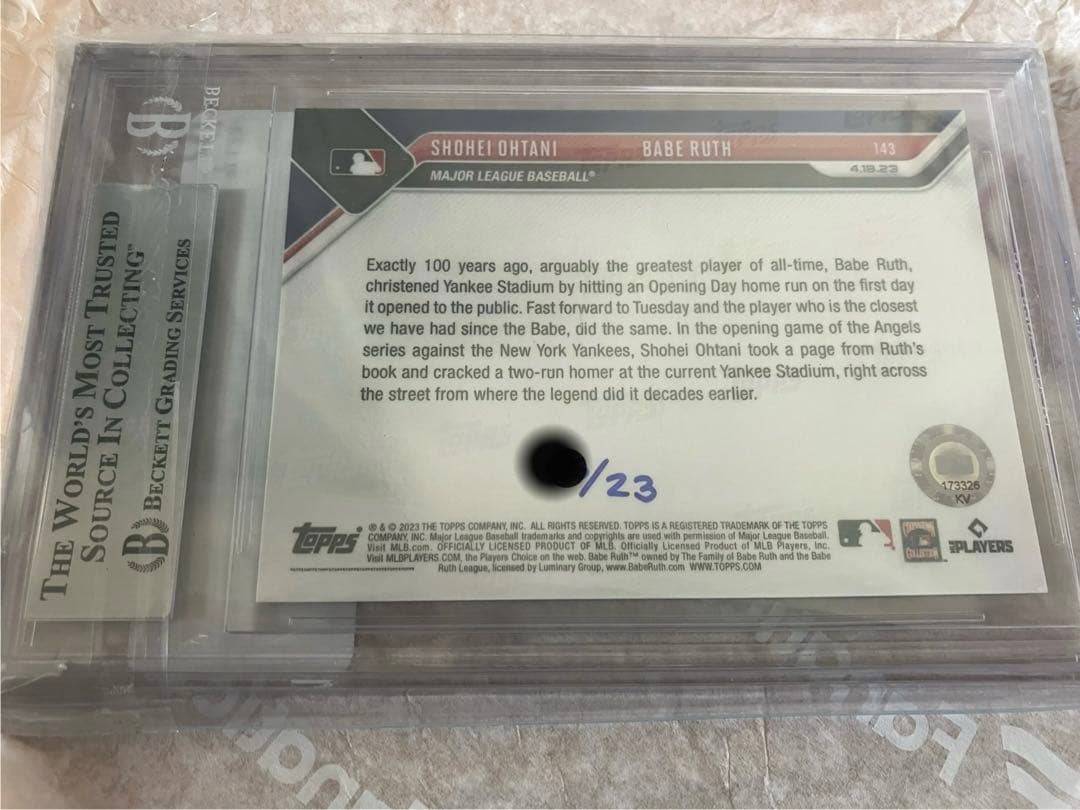 BECKETT
B
THE WORLD'S MOST TRUSTED
SOURCE IN COLLECTING™
B BECKETT GRADING SERVICES
SHOHEI OHTANI BABE RUTH 143
MAJOR LEAGUE BASEBALL® 4.18.23
Exactly 100 years ago, arguably the greatest player of all-time, Babe Ruth,
christened Yankee Stadium by hitting an Opening Day home run on the first day
it opened to the public. Fast forward to Tuesday and the player who is the closest
we have had since the Babe, did the same. In the opening game of the Angels
series against the New York Yankees, Shohei Ohtani took a page from Ruth's
book and cracked a two-run homer at the current Yankee Stadium, right across
the street from where the legend did it decades earlier.
/23
173326
KV
Topps
® & © 2023 THE TOPPS COMPANY, INC. ALL RIGHTS RESERVED. TOPPS IS A REGISTERED TRADEMARK OF THE TOPPS
COMPANY, INC. Major League Baseball trademarks and copyrights are used with permission of Major League Baseball.
Visit MLB.com. OFFICIALLY LICENSED PRODUCT OF MLB. Officially Licensed Product of MLB Players, Inc.
Visit MLBPLAYERS.COM, the Players Choice on the web. Babe Ruth™ owned by The Family of Babe Ruth and the Babe
Ruth League, licensed by Luminary Group, www.BabeRuth.com WWW.TOPPS.COM
COOPERSTOWN
COLLECTION
PLAYERS
Fanatic
Fanatic